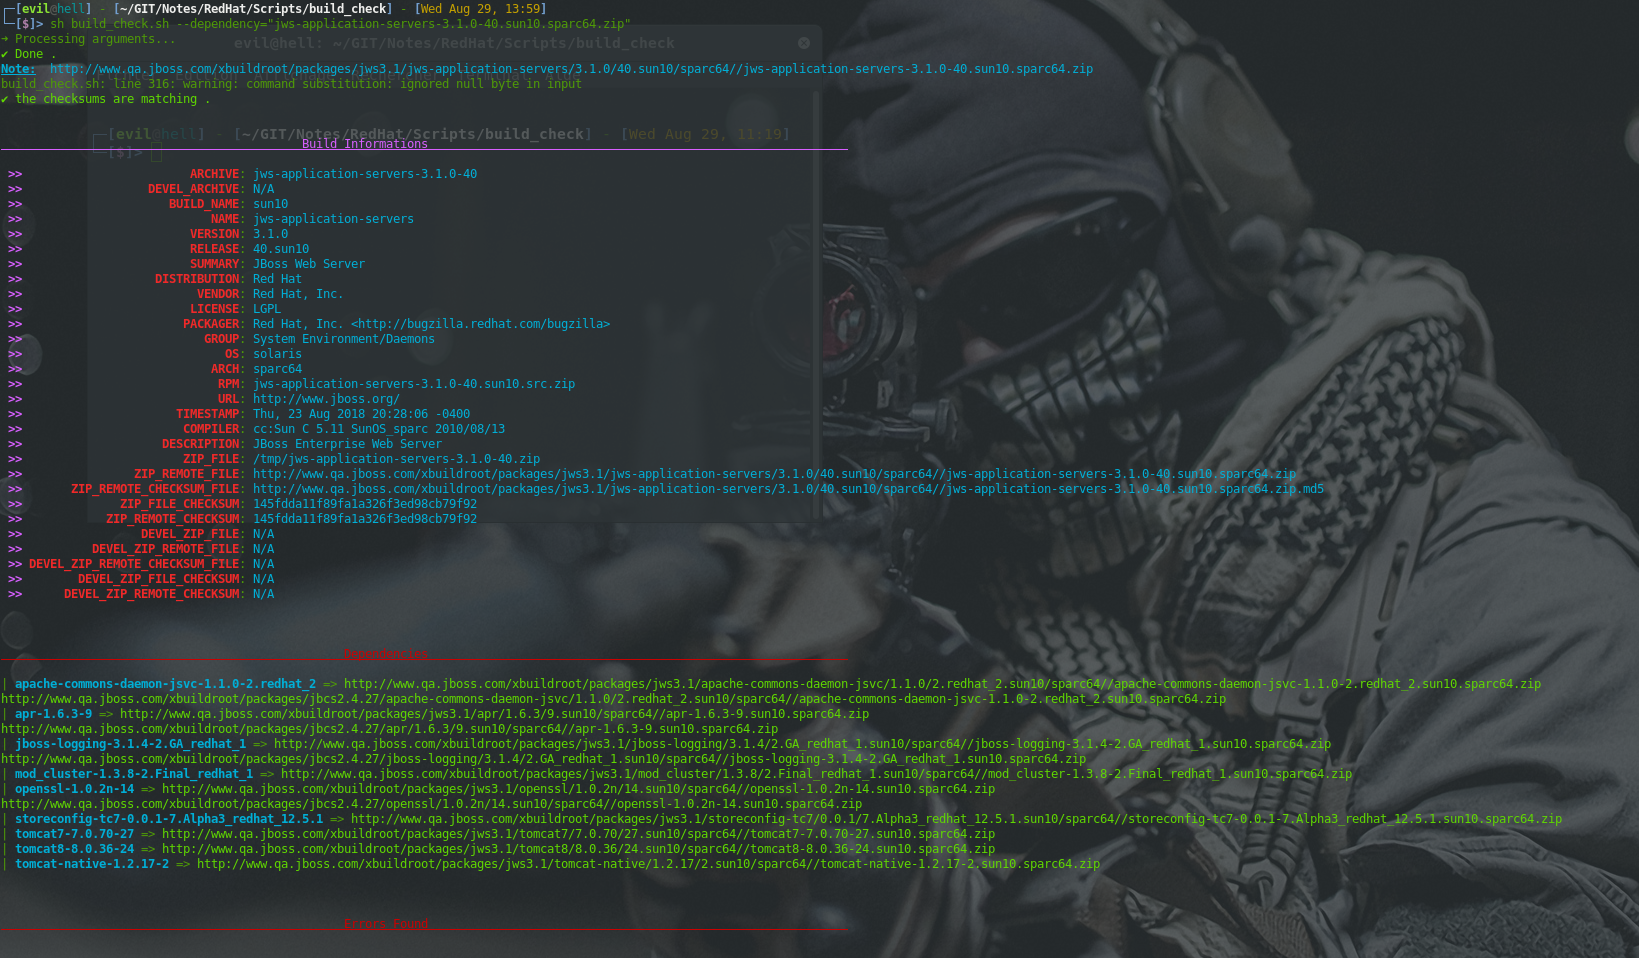 ┌─[evil@hell] - [~/GIT/Notes/RedHat/Scripts/build_check] - [Wed Aug 29, 13:59]
└─[$]> sh build_check.sh --dependency="jws-application-servers-3.1.0-40.sun10.sparc64.zip"
➜ Processing arguments...
evil@hell: ~/GIT/Notes/RedHat/Scripts/build_check
✔ Done .
Note:  http://www.qa.jboss.com/xbuildroot/packages/jws3.1/jws-application-servers/3.1.0/40.sun10/sparc64//jws-application-servers-3.1.0-40.sun10.sparc64.zip
build_check.sh: line 316: warning: command substitution: ignored null byte in input
✔ the checksums are matching .
┌─[evil@hell] - [~/GIT/Notes/RedHat/Scripts/build_check] - [Wed Aug 29, 11:19]
└─[$]>
Build Informations
>> ARCHIVE: jws-application-servers-3.1.0-40
>> DEVEL_ARCHIVE: N/A
>> BUILD_NAME: sun10
>> NAME: jws-application-servers
>> VERSION: 3.1.0
>> RELEASE: 40.sun10
>> SUMMARY: JBoss Web Server
>> DISTRIBUTION: Red Hat
>> VENDOR: Red Hat, Inc.
>> LICENSE: LGPL
>> PACKAGER: Red Hat, Inc. <http://bugzilla.redhat.com/bugzilla>
>> GROUP: System Environment/Daemons
>> OS: solaris
>> ARCH: sparc64
>> RPM: jws-application-servers-3.1.0-40.sun10.src.zip
>> URL: http://www.jboss.org/
>> TIMESTAMP: Thu, 23 Aug 2018 20:28:06 -0400
>> COMPILER: cc:Sun C 5.11 SunOS_sparc 2010/08/13
>> DESCRIPTION: JBoss Enterprise Web Server
>> ZIP_FILE: /tmp/jws-application-servers-3.1.0-40.zip
>> ZIP_REMOTE_FILE: http://www.qa.jboss.com/xbuildroot/packages/jws3.1/jws-application-servers/3.1.0/40.sun10/sparc64//jws-application-servers-3.1.0-40.sun10.sparc64.zip
>> ZIP_REMOTE_CHECKSUM_FILE: http://www.qa.jboss.com/xbuildroot/packages/jws3.1/jws-application-servers/3.1.0/40.sun10/sparc64//jws-application-servers-3.1.0-40.sun10.sparc64.zip.md5
>> ZIP_FILE_CHECKSUM: 145fdda11f89fa1a326f3ed98cb79f92
>> ZIP_REMOTE_CHECKSUM: 145fdda11f89fa1a326f3ed98cb79f92
>> DEVEL_ZIP_FILE: N/A
>> DEVEL_ZIP_REMOTE_FILE: N/A
>> DEVEL_ZIP_REMOTE_CHECKSUM_FILE: N/A
>> DEVEL_ZIP_FILE_CHECKSUM: N/A
>> DEVEL_ZIP_REMOTE_CHECKSUM: N/A
Dependencies
| apache-commons-daemon-jsvc-1.1.0-2.redhat_2 => http://www.qa.jboss.com/xbuildroot/packages/jws3.1/apache-commons-daemon-jsvc/1.1.0/2.redhat_2.sun10/sparc64//apache-commons-daemon-jsvc-1.1.0-2.redhat_2.sun10.sparc64.zip
http://www.qa.jboss.com/xbuildroot/packages/jbcs2.4.27/apache-commons-daemon-jsvc/1.1.0/2.redhat_2.sun10/sparc64//apache-commons-daemon-jsvc-1.1.0-2.redhat_2.sun10.sparc64.zip
| apr-1.6.3-9 => http://www.qa.jboss.com/xbuildroot/packages/jws3.1/apr/1.6.3/9.sun10/sparc64//apr-1.6.3-9.sun10.sparc64.zip
http://www.qa.jboss.com/xbuildroot/packages/jbcs2.4.27/apr/1.6.3/9.sun10/sparc64//apr-1.6.3-9.sun10.sparc64.zip
| jboss-logging-3.1.4-2.GA_redhat_1 => http://www.qa.jboss.com/xbuildroot/packages/jws3.1/jboss-logging/3.1.4/2.GA_redhat_1.sun10/sparc64//jboss-logging-3.1.4-2.GA_redhat_1.sun10.sparc64.zip
http://www.qa.jboss.com/xbuildroot/packages/jbcs2.4.27/jboss-logging/3.1.4/2.GA_redhat_1.sun10/sparc64//jboss-logging-3.1.4-2.GA_redhat_1.sun10.sparc64.zip
| mod_cluster-1.3.8-2.Final_redhat_1 => http://www.qa.jboss.com/xbuildroot/packages/jws3.1/mod_cluster/1.3.8/2.Final_redhat_1.sun10/sparc64//mod_cluster-1.3.8-2.Final_redhat_1.sun10.sparc64.zip
| openssl-1.0.2n-14 => http://www.qa.jboss.com/xbuildroot/packages/jws3.1/openssl/1.0.2n/14.sun10/sparc64//openssl-1.0.2n-14.sun10.sparc64.zip
http://www.qa.jboss.com/xbuildroot/packages/jbcs2.4.27/openssl/1.0.2n/14.sun10/sparc64//openssl-1.0.2n-14.sun10.sparc64.zip
| storeconfig-tc7-0.0.1-7.Alpha3_redhat_12.5.1 => http://www.qa.jboss.com/xbuildroot/packages/jws3.1/storeconfig-tc7/0.0.1/7.Alpha3_redhat_12.5.1.sun10/sparc64//storeconfig-tc7-0.0.1-7.Alpha3_redhat_12.5.1.sun10.sparc64.zip
| tomcat7-7.0.70-27 => http://www.qa.jboss.com/xbuildroot/packages/jws3.1/tomcat7/7.0.70/27.sun10/sparc64//tomcat7-7.0.70-27.sun10.sparc64.zip
| tomcat8-8.0.36-24 => http://www.qa.jboss.com/xbuildroot/packages/jws3.1/tomcat8/8.0.36/24.sun10/sparc64//tomcat8-8.0.36-24.sun10.sparc64.zip
| tomcat-native-1.2.17-2 => http://www.qa.jboss.com/xbuildroot/packages/jws3.1/tomcat-native/1.2.17/2.sun10/sparc64//tomcat-native-1.2.17-2.sun10.sparc64.zip
Errors Found